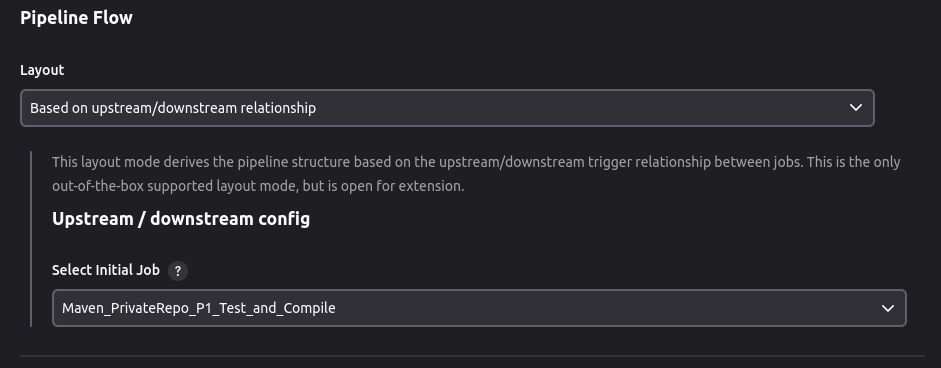 Pipeline Flow
Layout
Based on upstream/downstream relationship
This layout mode derives the pipeline structure based on the upstream/downstream trigger relationship between jobs. This is the only
out-of-the-box supported layout mode, but is open for extension.
Upstream / downstream config
Select Initial Job ?
Maven_PrivateRepo_P1_Test_and_Compile